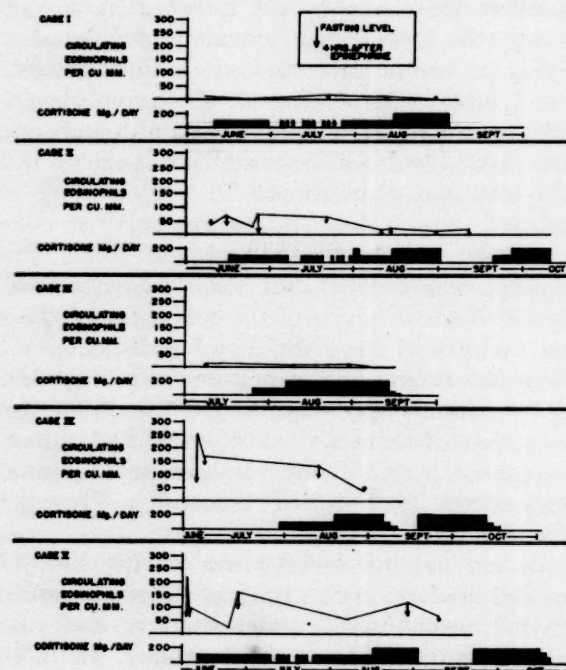 CASE I
CIRCULATING
EOSINOPHILS
PER CU MM.
300
250
200
150
100
50
A.M. LEVEL
4 HRS. AFTER
EPINEPHRINE
CORTISONE Mg./DAY 200
JUNE JULY AUG SEPT
CASE II
CIRCULATING
EOSINOPHILS
PER CU. MM.
300
250
200
150
100
50
CORTISONE Mg./DAY 200
JUNE JULY AUG SEPT OCT
CIRCULATING
EOSINOPHILS
PER CU. MM.
300
250
200
150
100
50
CORTISONE Mg./DAY 200
JULY AUG SEPT
CIRCULATING
EOSINOPHILS
PER CU. MM.
300
250
200
150
100
50
CORTISONE Mg./DAY 200
JUNE JULY AUG SEPT OCT
CIRCULATING
EOSINOPHILS
PER CU. MM.
300
250
200
150
100
50
CORTISONE Mg./DAY 200